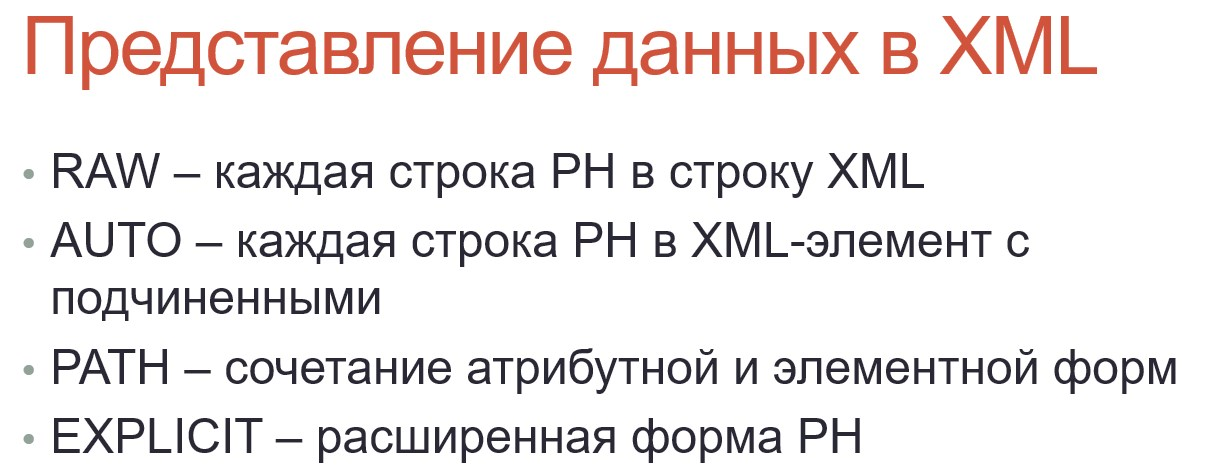 Представление данных в XML
• RAW – каждая строка РН в строку XML
• AUTO – каждая строка РН в XML-элемент с
подчиненными
• PATH – сочетание атрибутной и элементной форм
• EXPLICIT – расширенная форма РН